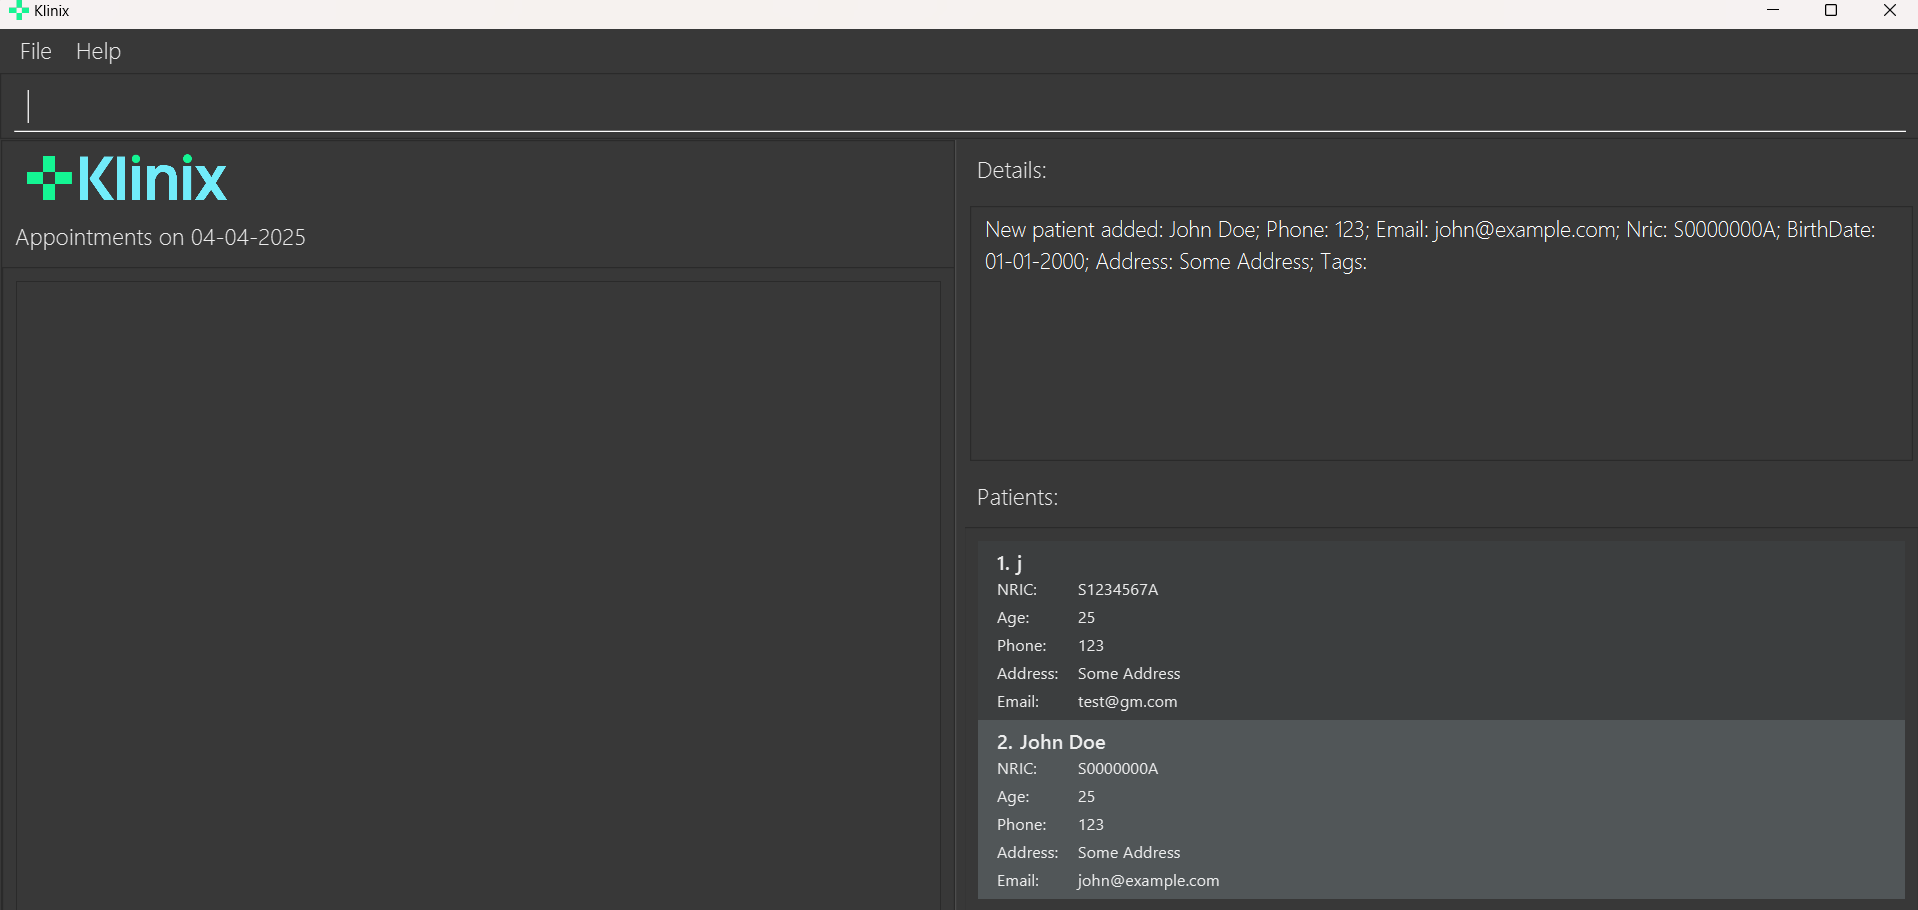 Klinix
File Help
Klinix
Appointments on 04-04-2025
Details:
New patient added: John Doe; Phone: 123; Email: john@example.com; Nric: S0000000A; BirthDate:
01-01-2000; Address: Some Address; Tags:
Patients:
1. j
NRIC: S1234567A
Age: 25
Phone: 123
Address: Some Address
Email: test@gm.com
2. John Doe
NRIC: S0000000A
Age: 25
Phone: 123
Address: Some Address
Email: john@example.com